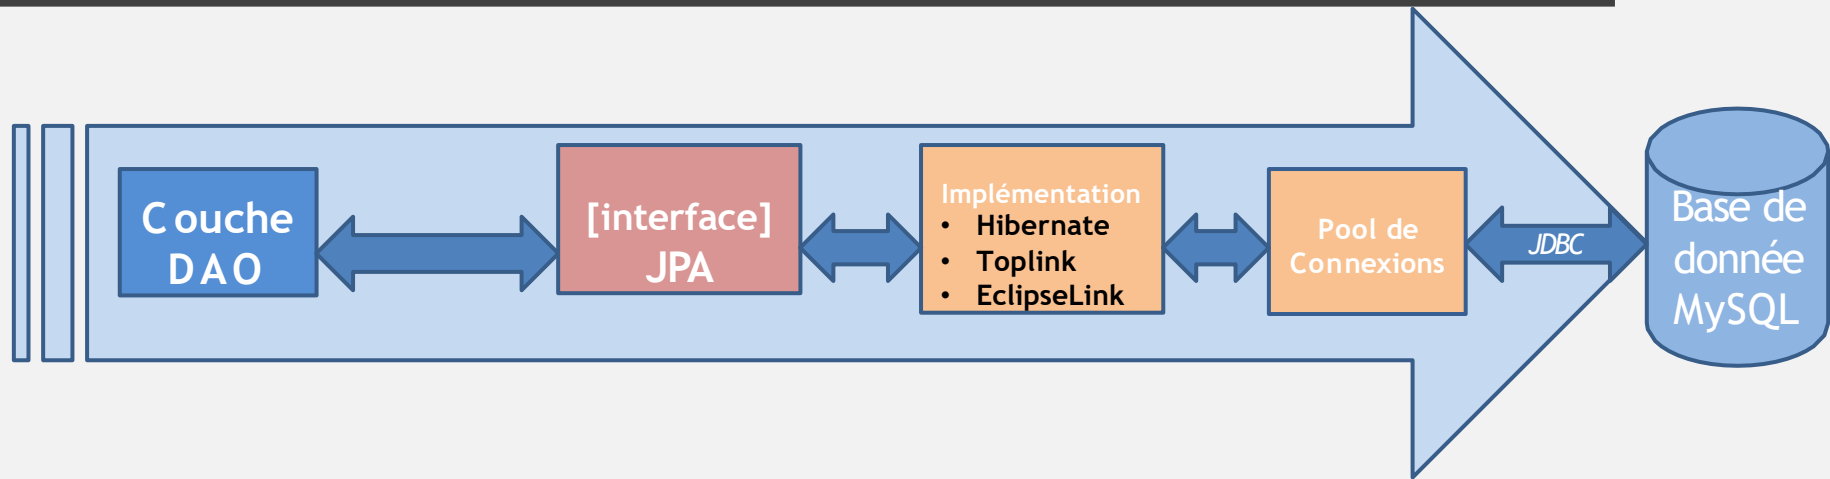 Couche
DAO
[interface]
JPA
Implémentation
• Hibernate
• Toplink
• EclipseLink
Pool de
Connexions
JDBC
Base de
donnée
MySQL